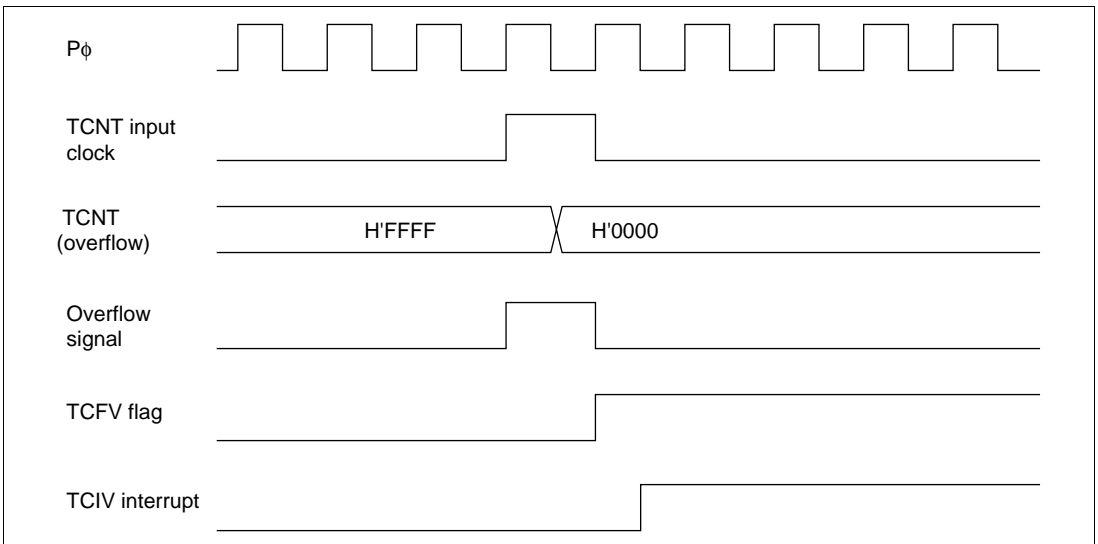 Pϕ
TCNT input
clock
TCNT
(overflow)
H'FFFF
H'0000
Overflow
signal
TCFV flag
TCIV interrupt